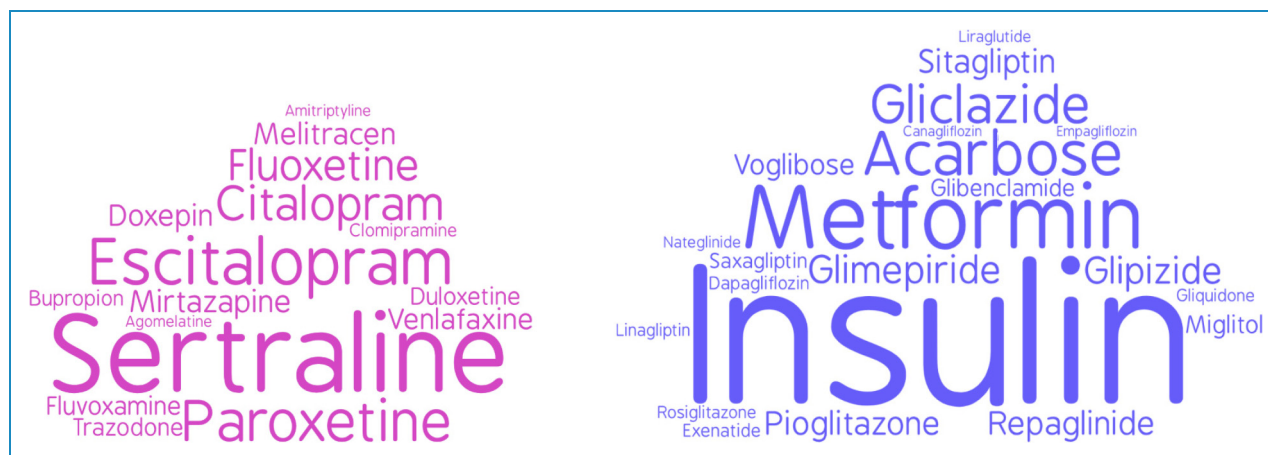 Amitriptyline
Melitracen
Fluoxetine
Citalopram
Doxepin
Clomipramine
Escitalopram
Bupropion
Mirtazapine
Duloxetine
Agomelatine
Venlafaxine
Sertraline
Fluvoxamine
Trazodone
Paroxetine
Liraglutide
Sitagliptin
Gliclazide
Canagliflozin
Empagliflozin
Acarbose
Voglibose
Glibenclamide
Metformin
Nateglinide
Saxagliptin
Glimepiride
Glipizide
Dapagliflozin
Gliquidone
Linagliptin
Miglitol
Insulin
Rosiglitazone
Exenatide
Pioglitazone
Repaglinide